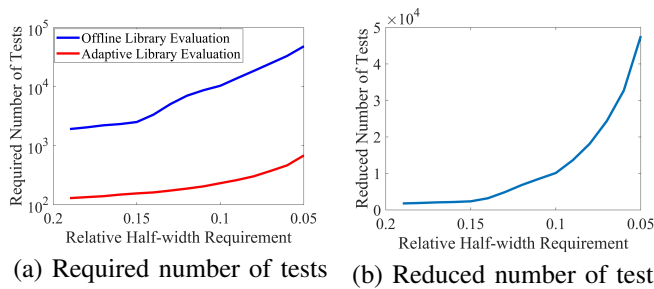 10^5
Offline Library Evaluation
Adaptive Library Evaluation
10^4
10^3
10^2
Required Number of Tests
0.2 0.15 0.1 0.05
Relative Half-width Requirement
(a) Required number of tests
×10^4
5
4
3
2
1
0
Reduced Number of Tests
0.2 0.15 0.1 0.05
Relative Half-width Requirement
(b) Reduced number of test